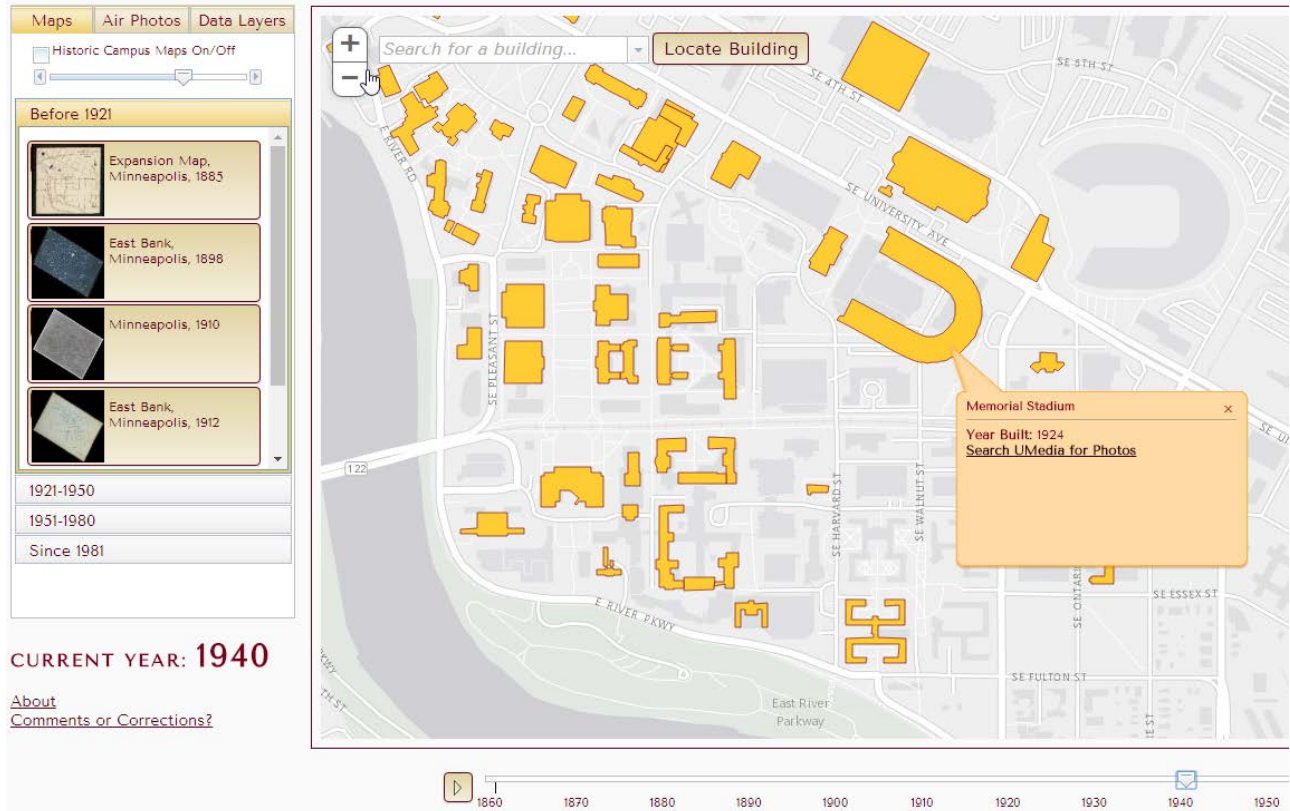 Maps
Air Photos
Data Layers
Historic Campus Maps On/Off
Before 1921
Expansion Map,
Minneapolis, 1885
East Bank,
Minneapolis, 1898
Minneapolis, 1910
East Bank,
Minneapolis, 1912
1921-1950
1951-1980
Since 1981
CURRENT YEAR: 1940
About
Comments or Corrections?
+
−
Search for a building...
Locate Building
SE 4TH ST
SE 5TH ST
E RIVER RD
SE UNIVERSITY AVE
SE PLEASANT ST
122
Memorial Stadium
x
Year Built: 1924
Search UMedia for Photos
SE HARVARD ST
SE WALNUT ST
SE ONTARI
SE ESSEX ST
E RIVER PKWY
SE FULTON ST
East River
Parkway
1860
1870
1880
1890
1900
1910
1920
1930
1940
1950